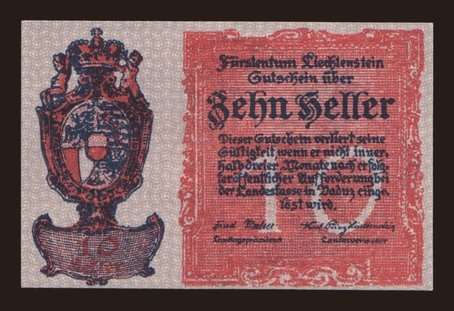 Fürstentum Liechtenstein
Gutschein über
Zehn Heller
Dieser Gutschein verliert seine
Gültigkeit wenn er nicht inner,
halb dreier Monate nach erfolg,
ter öffentlicher Aufforderung bei
der Landeskasse in Vaduz einge,
löst wird.
10
Landtagspräsident Landesverweser